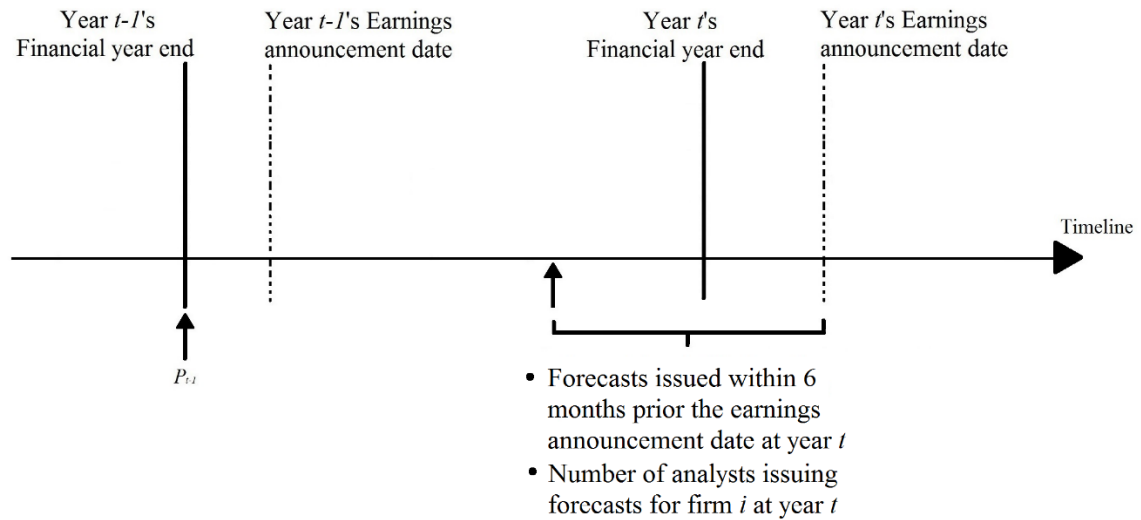 Year t-1's
Financial year end
Year t-1's Earnings
announcement date
Year t's
Financial year end
Year t's Earnings
announcement date
Timeline
Pt-1
• Forecasts issued within 6
months prior the earnings
announcement date at year t
• Number of analysts issuing
forecasts for firm i at year t